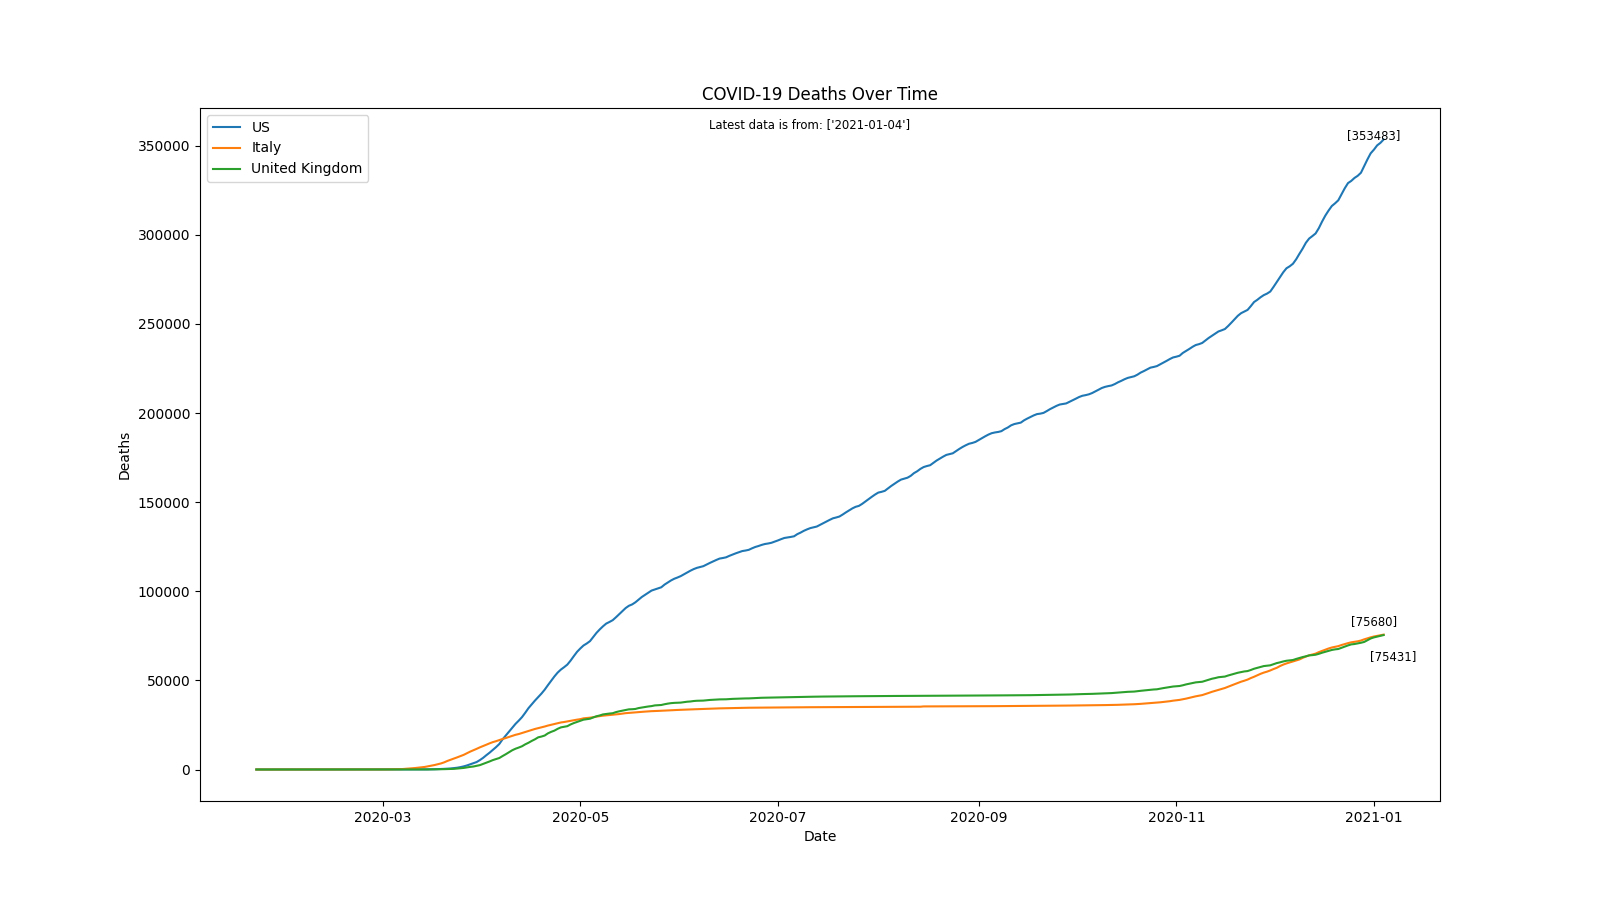 COVID-19 Deaths Over Time
Latest data is from: ['2021-01-04']
US
Italy
United Kingdom
[353483]
[75680]
[75431]
350000
300000
250000
200000
150000
100000
50000
0
Deaths
2020-03 2020-05 2020-07 2020-09 2020-11 2021-01
Date